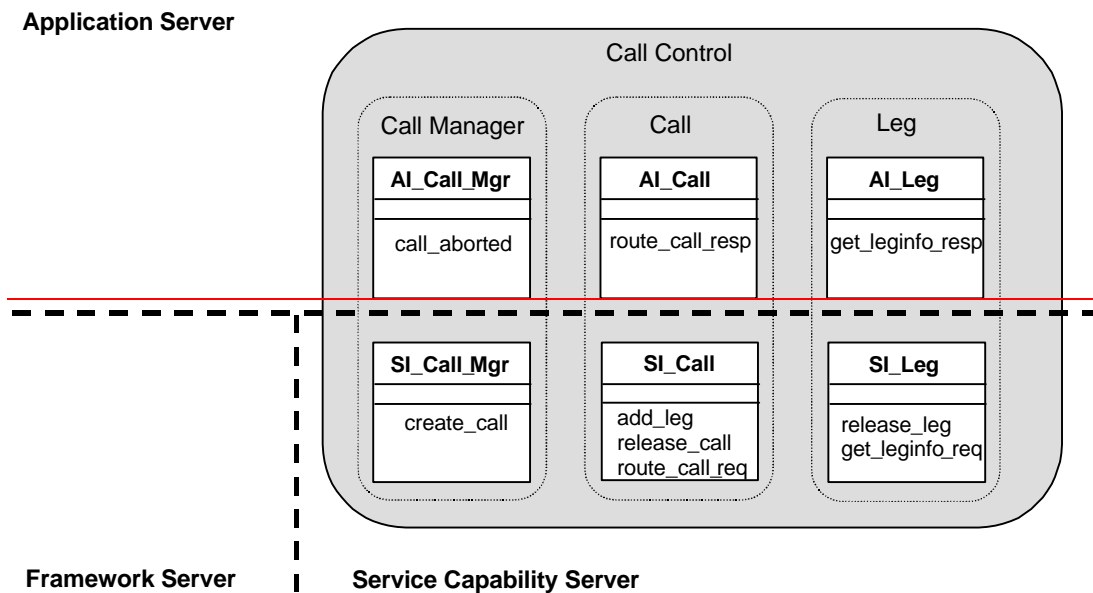 Application Server
Call Control
Call Manager
Call
Leg
AI_Call_Mgr
AI_Call
AI_Leg
call_aborted
route_call_resp
get_leginfo_resp
SI_Call_Mgr
SI_Call
SI_Leg
create_call
add_leg
release_call
route_call_req
release_leg
get_leginfo_req
Framework Server
Service Capability Server